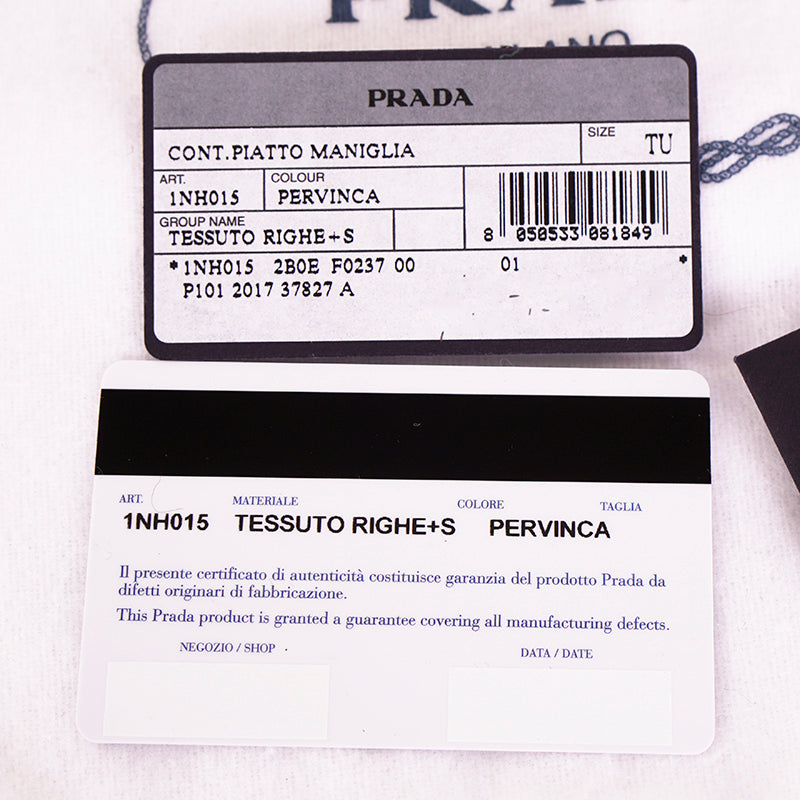 PRADA
MILANO
PRADA
CONT.PIATTO MANIGLIA
SIZE
TU
ART.
1NH015
COLOUR
PERVINCA
GROUP NAME
TESSUTO RIGHE+S
8 050533 081849
*1NH015 2B0E F0237 00 01 *
P101 2017 37827 A
ART. MATERIALE COLORE TAGLIA
1NH015 TESSUTO RIGHE+S PERVINCA
Il presente certificato di autenticità costituisce garanzia del prodotto Prada da
difetti originari di fabbricazione.
This Prada product is granted a guarantee covering all manufacturing defects.
NEGOZIO / SHOP
DATA / DATE